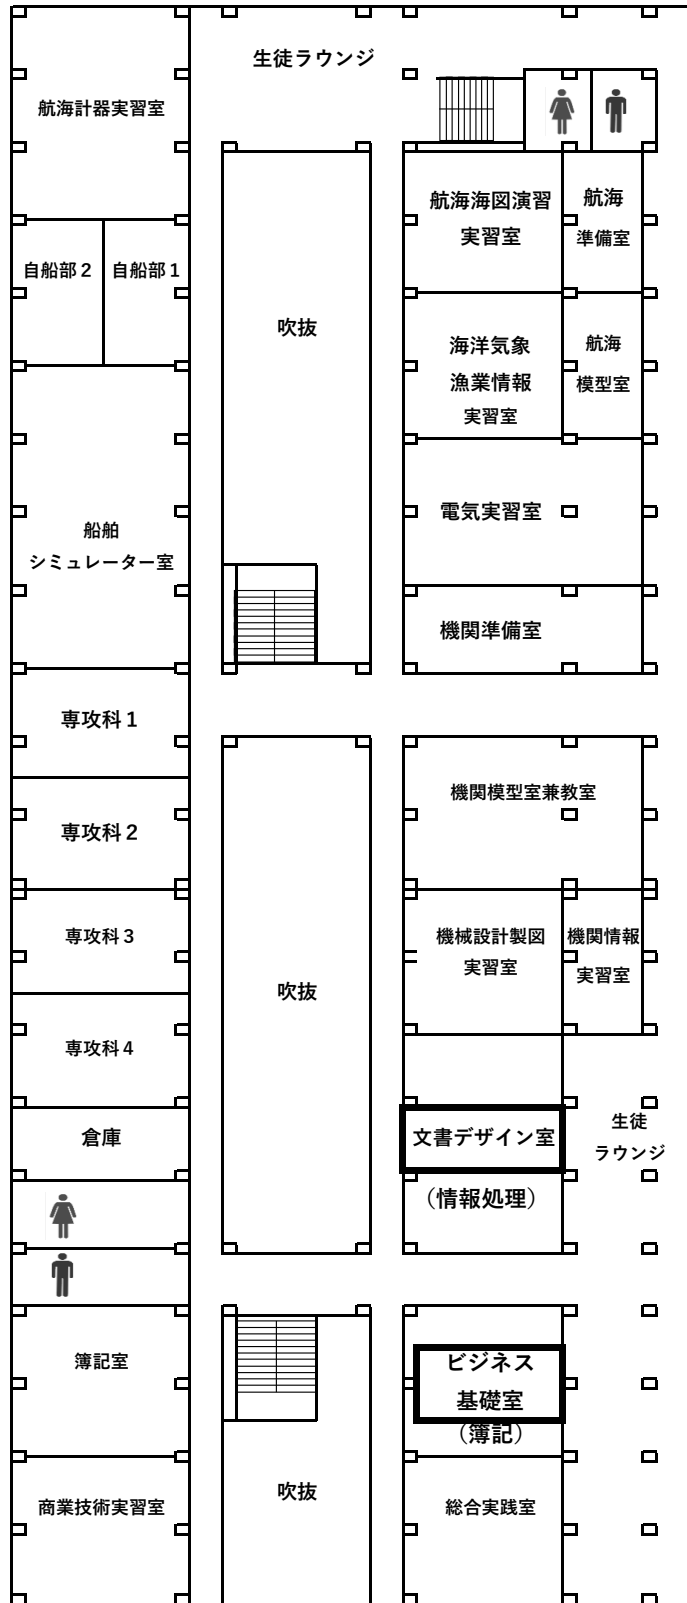 生徒ラウンジ
航海計器実習室
航海海図演習
実習室
航海
準備室
自船部2
自船部1
吹抜
海洋気象
漁業情報
実習室
航海
模型室
電気実習室
船舶
シミュレーター室
機関準備室
専攻科1
機関模型室兼教室
専攻科2
専攻科3
機械設計製図
実習室
機関情報
実習室
吹抜
専攻科4
倉庫
文書デザイン室
(情報処理)
生徒
ラウンジ
簿記室
ビジネス
基礎室
(簿記)
吹抜
商業技術実習室
総合実践室